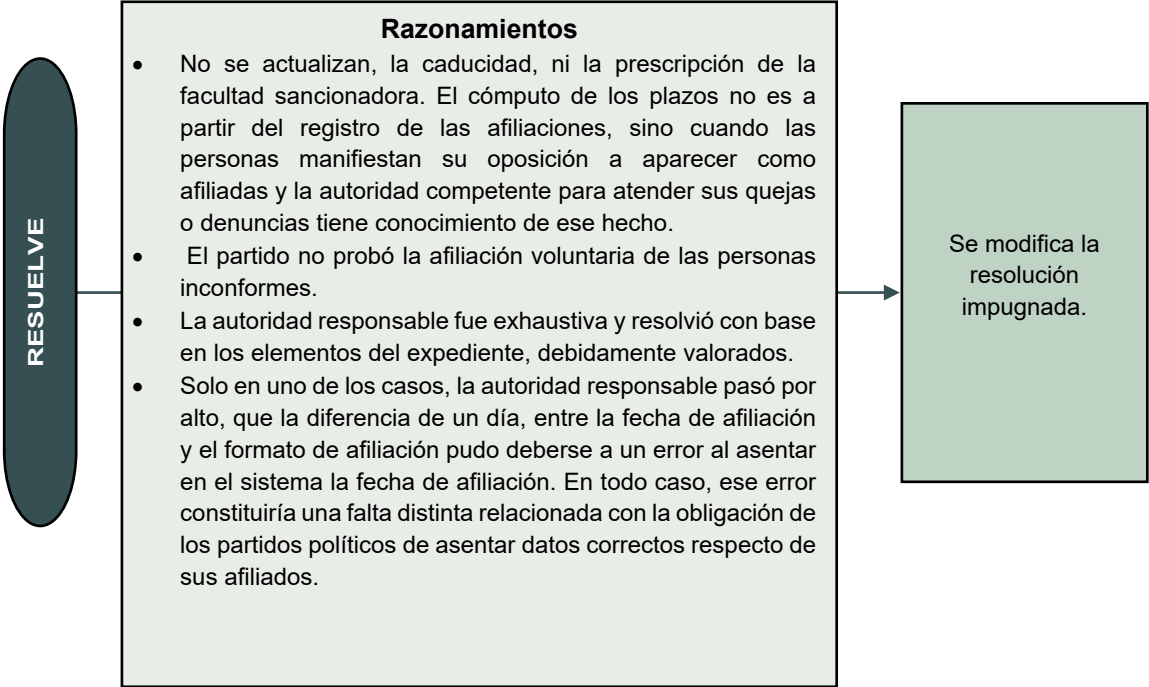 RESUELVE
Razonamientos
• No se actualizan, la caducidad, ni la prescripción de la
facultad sancionadora. El cómputo de los plazos no es a
partir del registro de las afiliaciones, sino cuando las
personas manifiestan su oposición a aparecer como
afiliadas y la autoridad competente para atender sus quejas
o denuncias tiene conocimiento de ese hecho.
• El partido no probó la afiliación voluntaria de las personas
inconformes.
• La autoridad responsable fue exhaustiva y resolvió con base
en los elementos del expediente, debidamente valorados.
• Solo en uno de los casos, la autoridad responsable pasó por
alto, que la diferencia de un día, entre la fecha de afiliación
y el formato de afiliación pudo deberse a un error al asentar
en el sistema la fecha de afiliación. En todo caso, ese error
constituiría una falta distinta relacionada con la obligación de
los partidos políticos de asentar datos correctos respecto de
sus afiliados.
Se modifica la
resolución
impugnada.